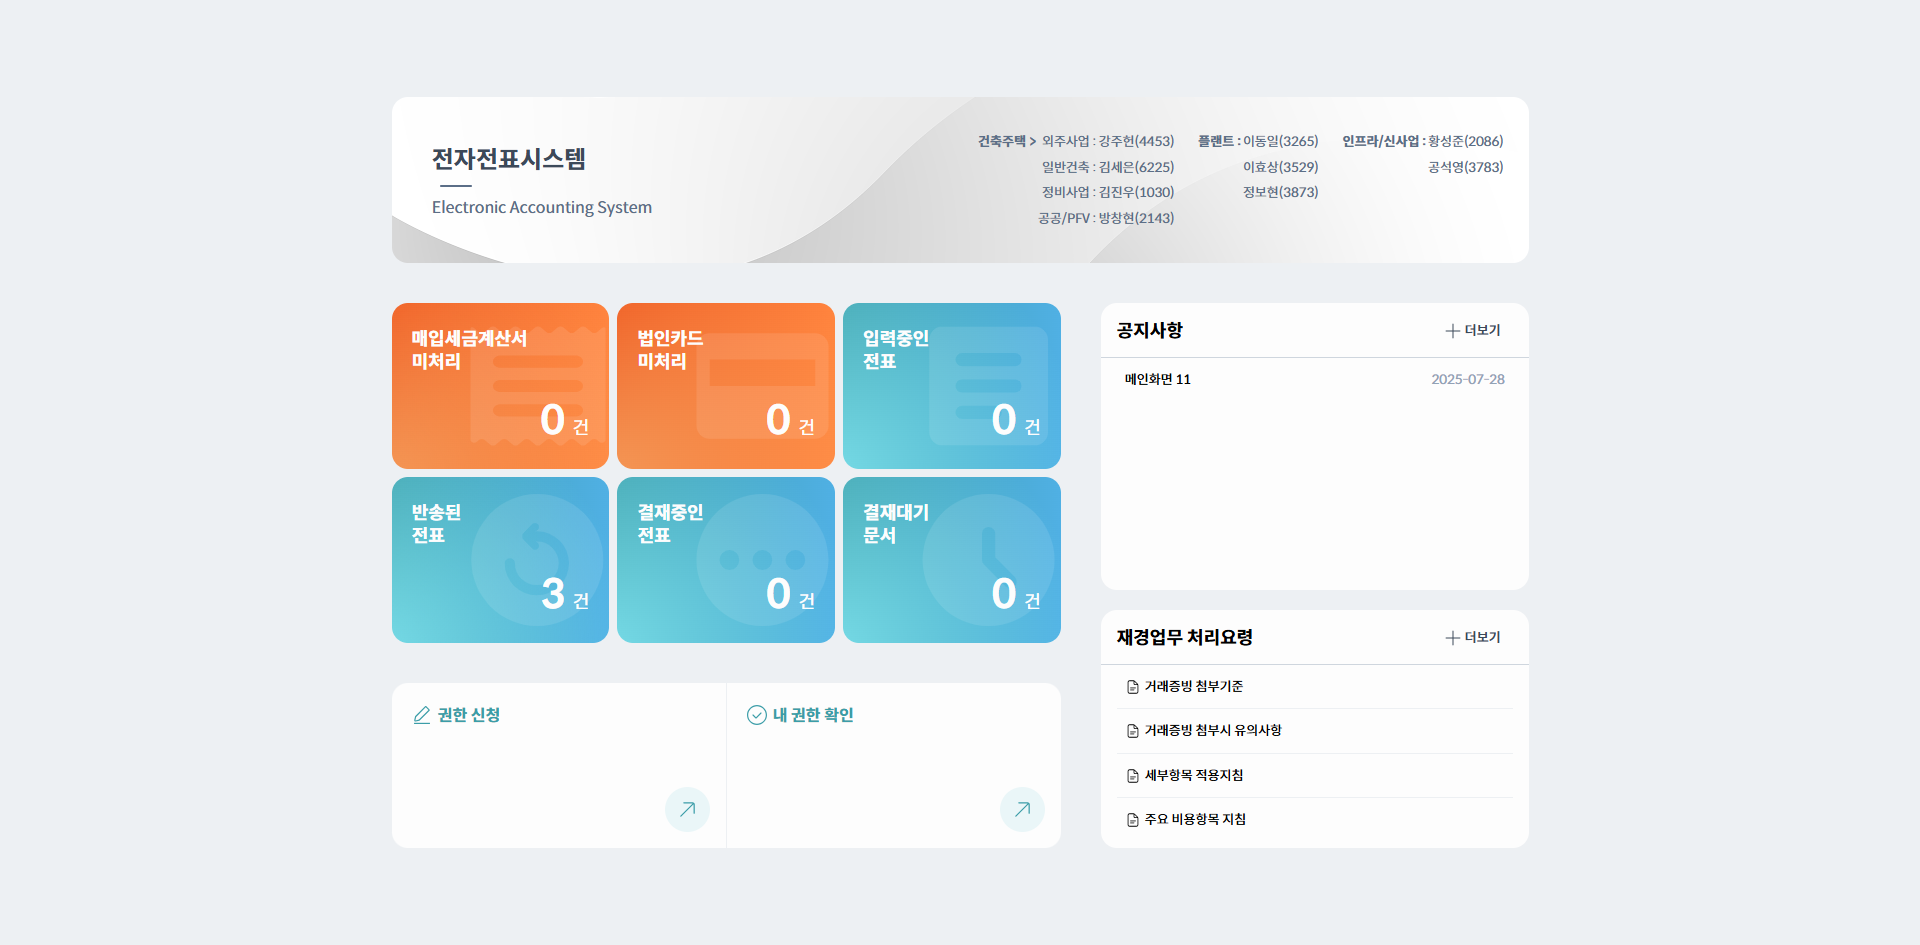 전자전표시스템
Electronic Accounting System
건축주택 > 외주사업 : 강주헌(4453)
일반건축 : 김세은(6225)
정비사업 : 김진우(1030)
공공/PFV : 방창현(2143)
플랜트 : 이동일(3265)
이효상(3529)
정보현(3873)
인프라/신사업 : 황성준(2086)
공석영(3783)
매입세금계산서
미처리
0 건
법인카드
미처리
0 건
입력중인
전표
0 건
반송된
전표
3 건
결재중인
전표
0 건
결재대기
문서
0 건
권한 신청
내 권한 확인
공지사항
더보기
메인화면 11
2025-07-28
재경업무 처리요령
더보기
거래증빙 첨부기준
거래증빙 첨부시 유의사항
세부항목 적용지침
주요 비용항목 지침